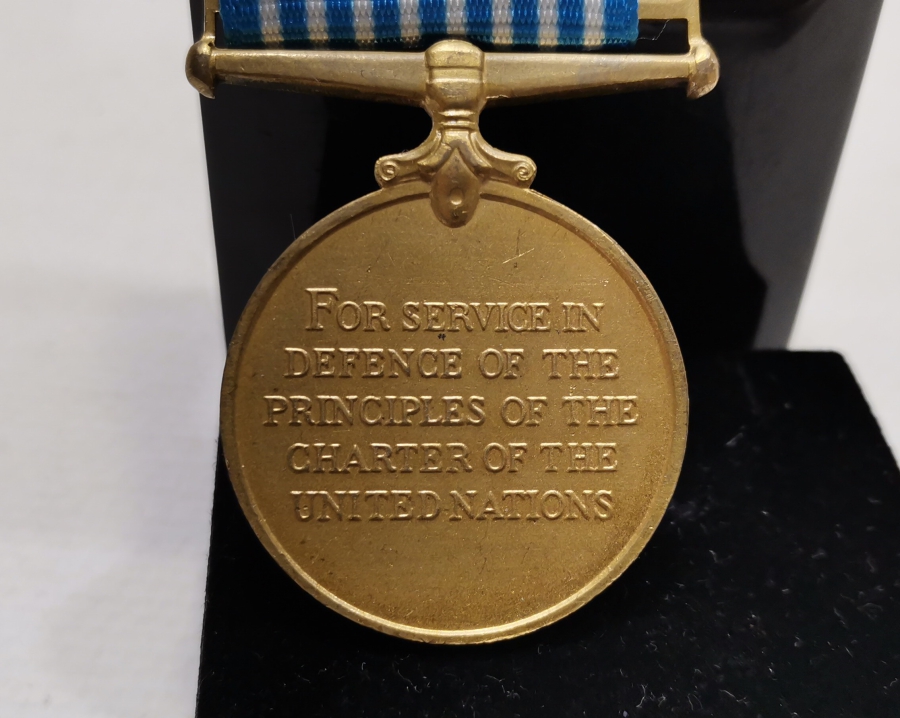 FOR SERVICE IN
DEFENCE OF THE
PRINCIPLES OF THE
CHARTER OF THE
UNITED NATIONS